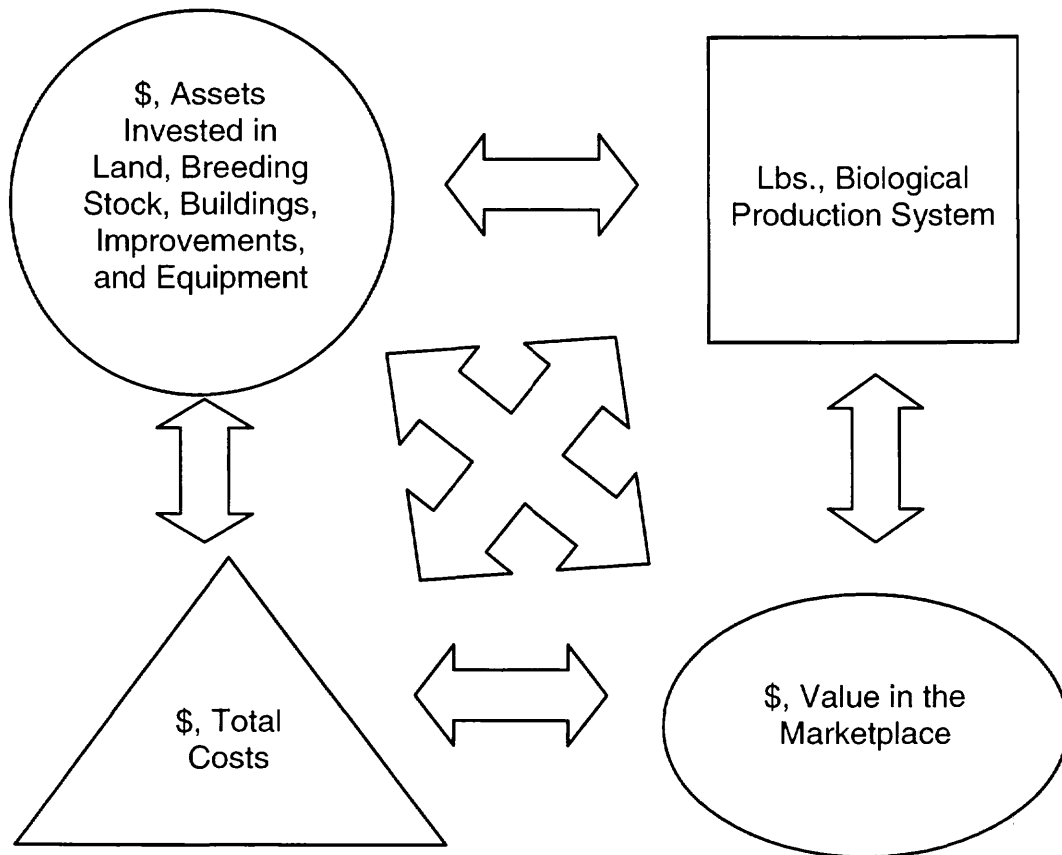 $, Assets
Invested in
Land, Breeding
Stock, Buildings,
Improvements,
and Equipment
Lbs., Biological
Production System
$, Total
Costs
$, Value in the
Marketplace